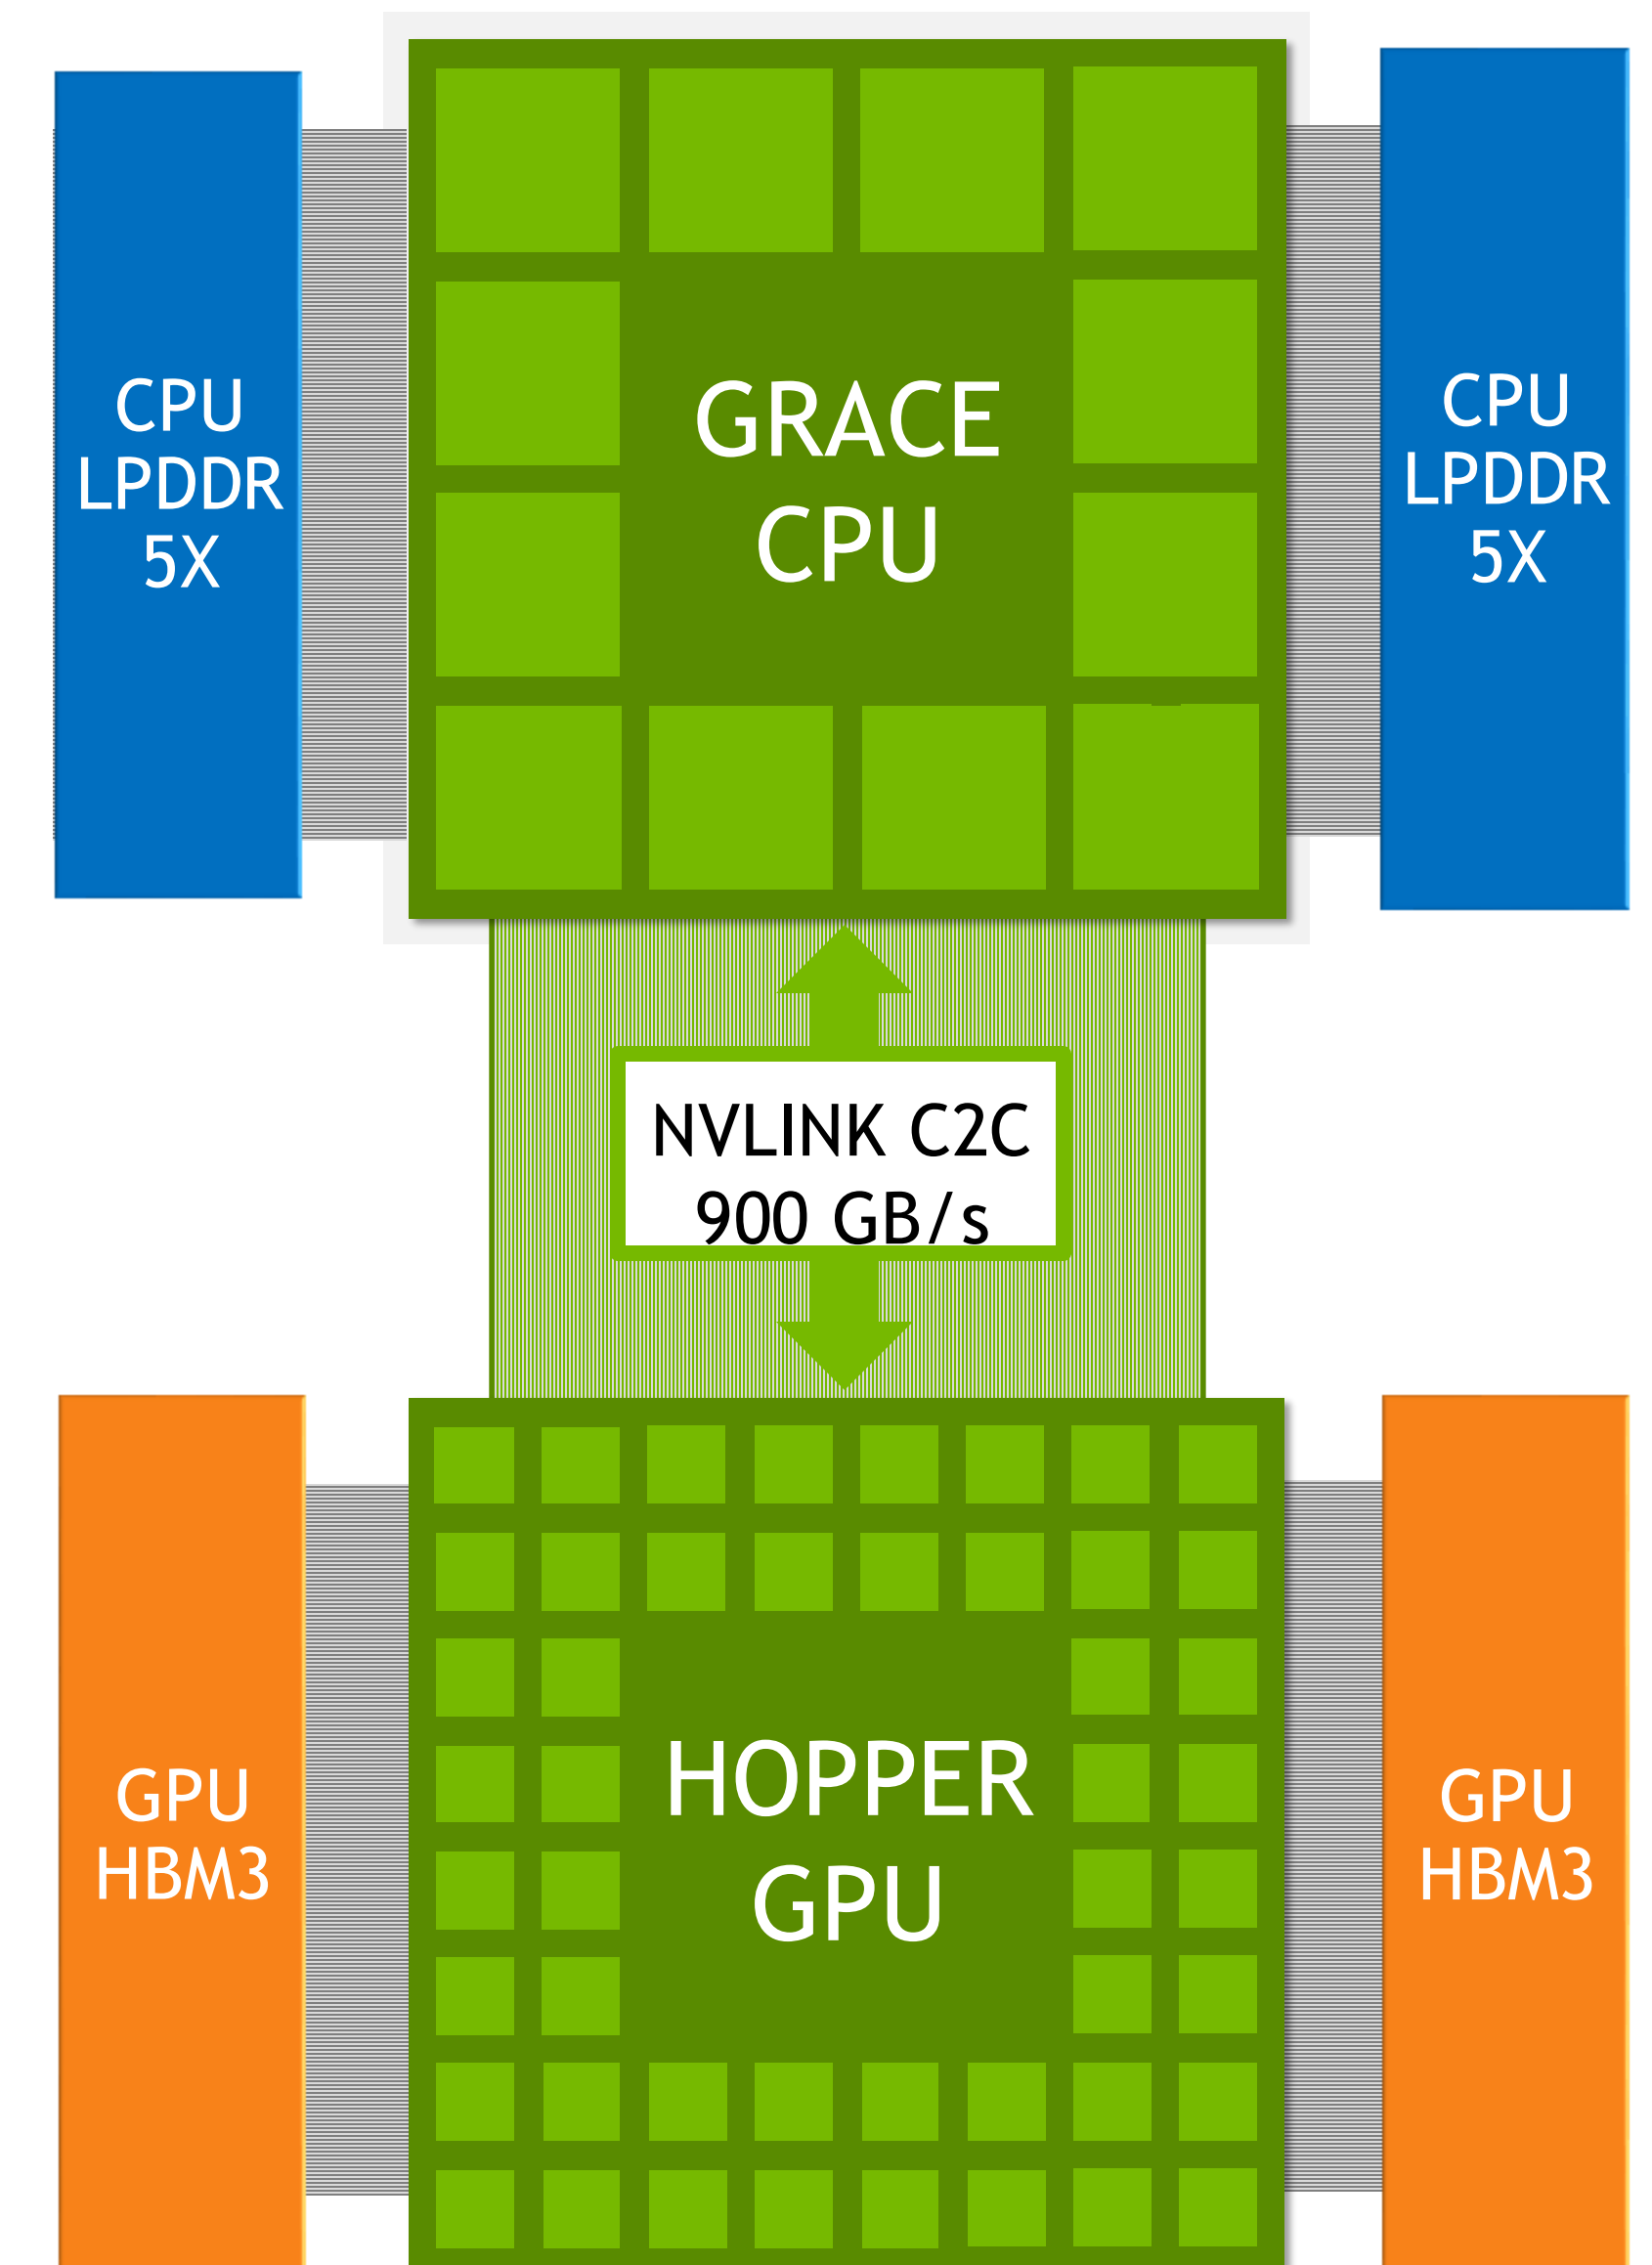 CPU
LPDDR
5X
GRACE
CPU
CPU
LPDDR
5X
NVLINK C2C
900 GB/s
GPU
HBM3
HOPPER
GPU
GPU
HBM3